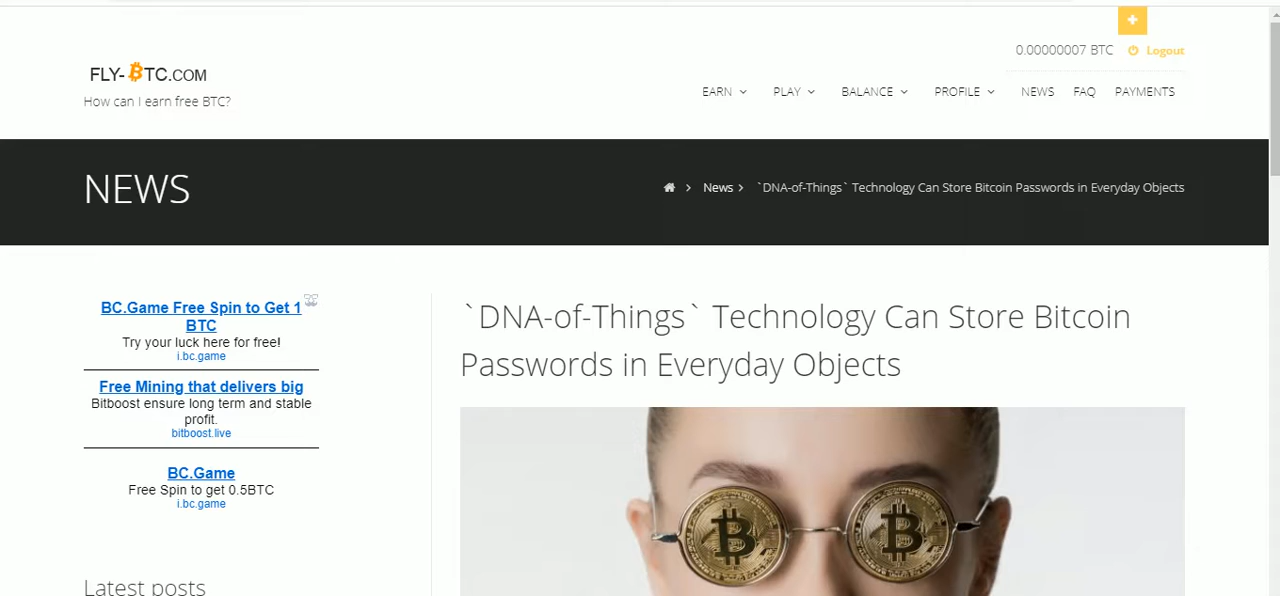 0.00000007 BTC Logout
FLY-BTC.COM
How can I earn free BTC?
EARN PLAY BALANCE PROFILE NEWS FAQ PAYMENTS
NEWS
News `DNA-of-Things` Technology Can Store Bitcoin Passwords in Everyday Objects
BC.Game Free Spin to Get 1
BTC
Try your luck here for free!
i.bc.game
Free Mining that delivers big
Bitboost ensure long term and stable
profit.
bitboost.live
BC.Game
Free Spin to get 0.5BTC
i.bc.game
Latest posts
`DNA-of-Things` Technology Can Store Bitcoin
Passwords in Everyday Objects